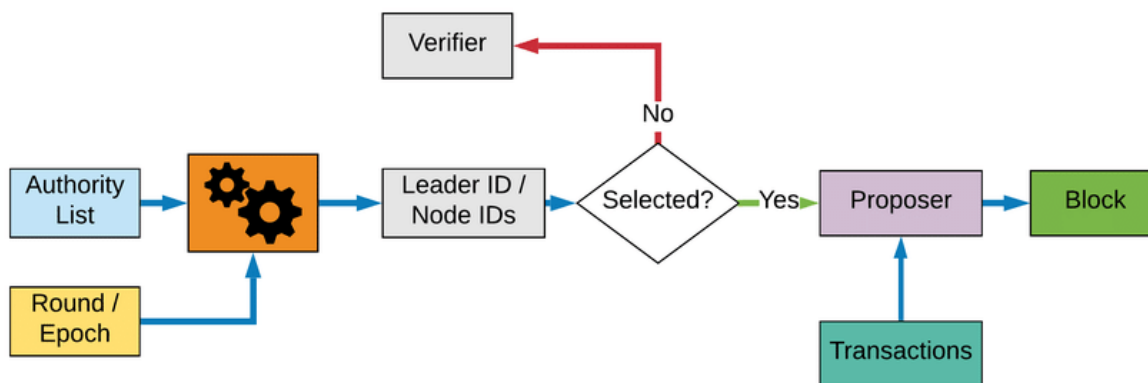 Verifier
No
Authority
List
Leader ID /
Node IDs
Selected?
Yes
Proposer
Block
Round /
Epoch
Transactions